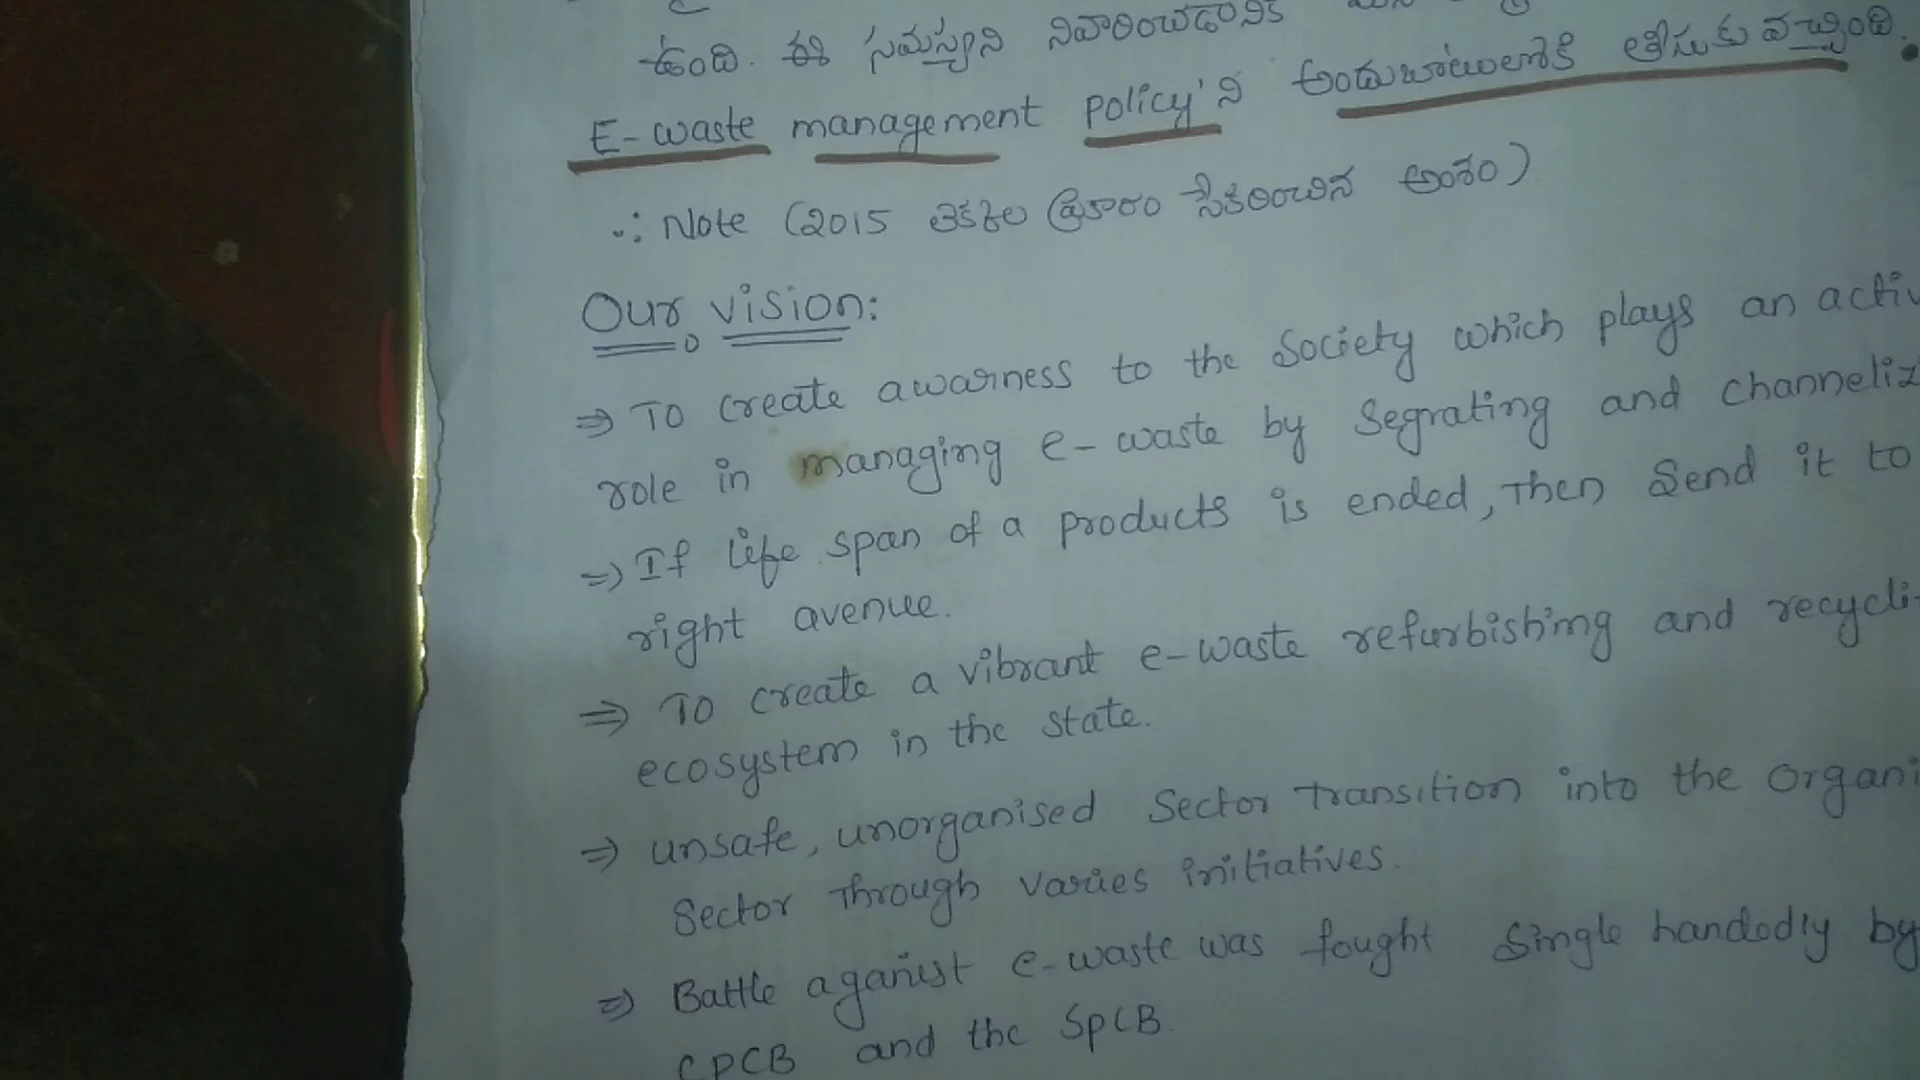 ఉంది. ఈ సమస్యని నివారించడానికి
E-waste management policy'ని అందుబాటులోకి తీసుకు వచ్చింది.
∴ Note (2015 లెక్కల ప్రకారం సేకరించిన అంశం)
Our vision:
⇒ To create awarness to the society which plays an activ
role in managing e-waste by segrating and channeliz
⇒ If life span of a products is ended, then send it to
right avenue.
⇒ To create a vibrant e-waste refurbishing and recycli
ecosystem in the state.
⇒ unsafe, unorganised sector transition into the organi
sector through varies initiatives.
⇒ Battle against e-waste was fought single handedly by
CPCB and the SPCB.